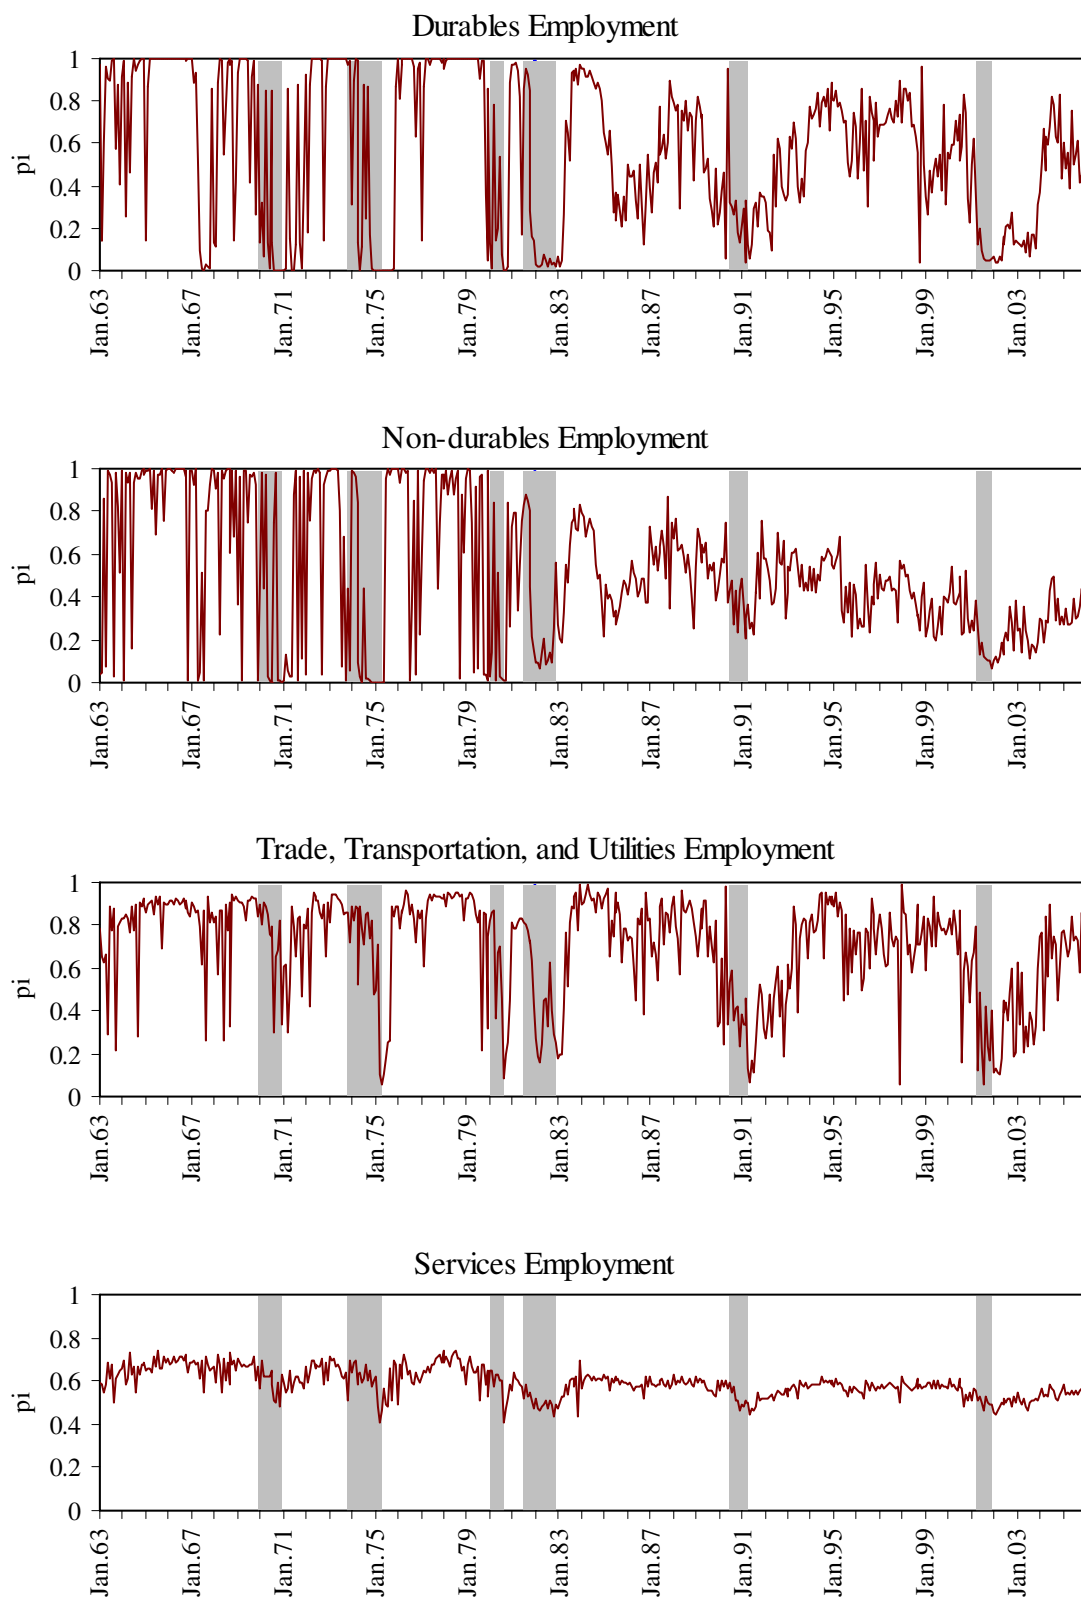 Durables Employment
1
0.8
0.6
0.4
0.2
0
pi
Jan.63 Jan.67 Jan.71 Jan.75 Jan.79 Jan.83 Jan.87 Jan.91 Jan.95 Jan.99 Jan.03
Non-durables Employment
1
0.8
0.6
0.4
0.2
0
pi
Jan.63 Jan.67 Jan.71 Jan.75 Jan.79 Jan.83 Jan.87 Jan.91 Jan.95 Jan.99 Jan.03
Trade, Transportation, and Utilities Employment
1
0.8
0.6
0.4
0.2
0
pi
Jan.63 Jan.67 Jan.71 Jan.75 Jan.79 Jan.83 Jan.87 Jan.91 Jan.95 Jan.99 Jan.03
Services Employment
1
0.8
0.6
0.4
0.2
0
pi
Jan.63 Jan.67 Jan.71 Jan.75 Jan.79 Jan.83 Jan.87 Jan.91 Jan.95 Jan.99 Jan.03